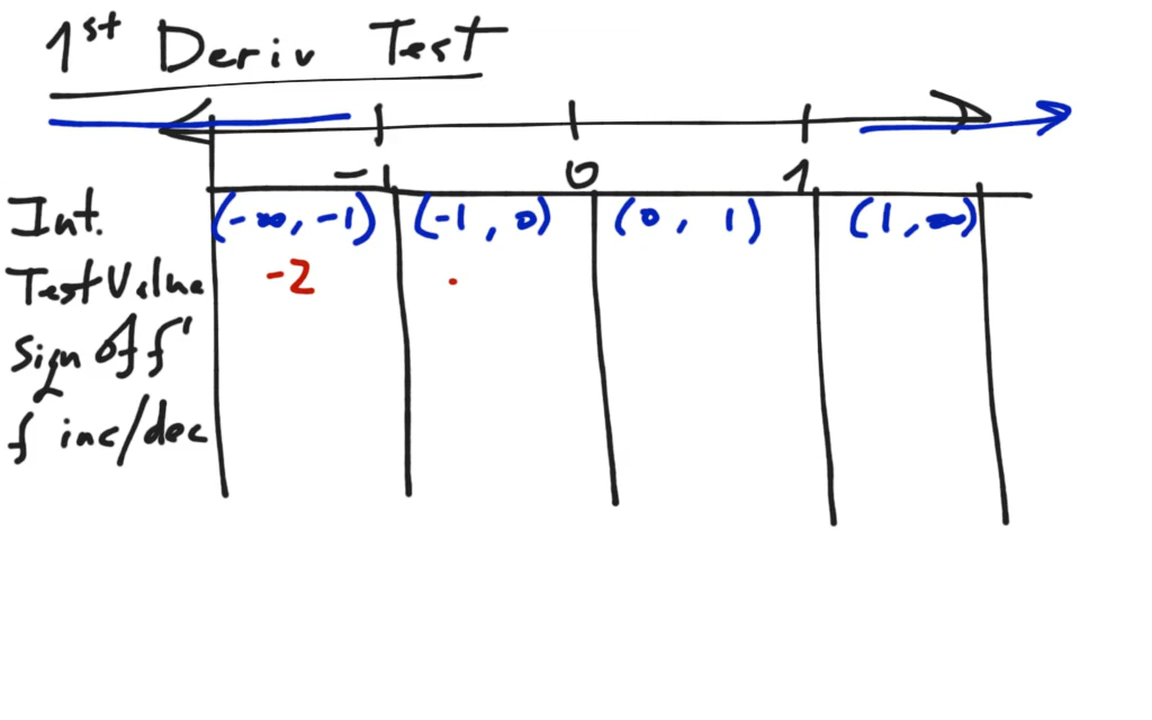 1st Deriv Test
-1 0 1
Int. (-∞, -1) (-1, 0) (0, 1) (1, ∞)
Test Value -2
Sign of f'
f inc/dec